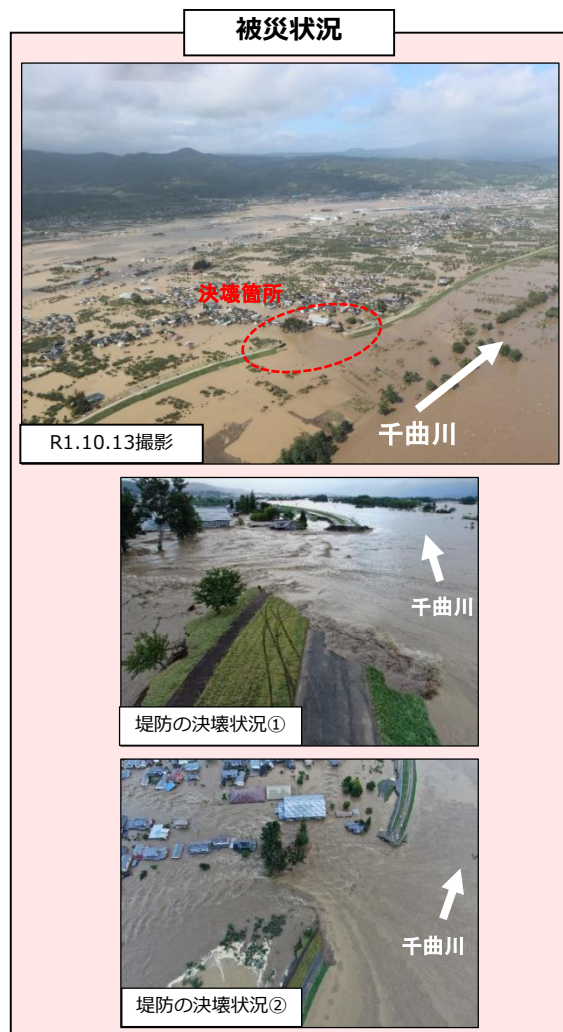 被災状況
決壊箇所
千曲川
R1.10.13撮影
千曲川
堤防の決壊状況①
千曲川
堤防の決壊状況②